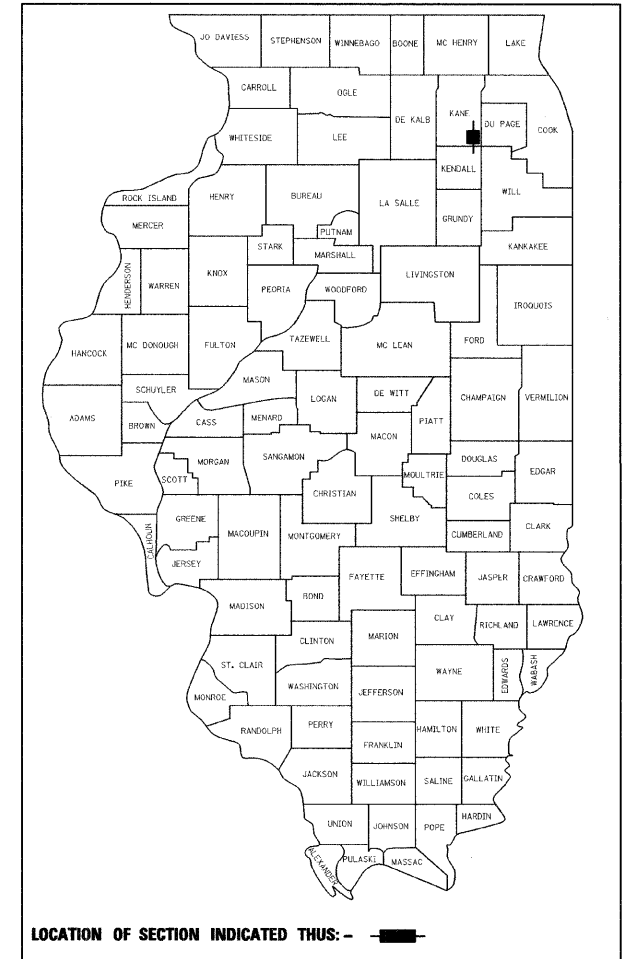 JO DAVIESS STEPHENSON WINNEBAGO BOONE MC HENRY LAKE
CARROLL OGLE
DE KALB KANE DU PAGE COOK
WHITESIDE LEE
KENDALL
ROCK ISLAND HENRY BUREAU LA SALLE WILL
MERCER GRUNDY
PUTNAM
STARK MARSHALL KANKAKEE
HENDERSON WARREN KNOX LIVINGSTON
PEORIA WOODFORD
IROQUOIS
HANCOCK MC DONOUGH FULTON TAZEWELL MC LEAN FORD
MASON
SCHUYLER LOGAN DE WITT CHAMPAIGN VERMILION
ADAMS BROWN CASS MENARD PIATT
MACON
SANGAMON DOUGLAS
MORGAN MOULTRIE EDGAR
PIKE SCOTT CHRISTIAN COLES
SHELBY
GREENE CLARK
CALHOUN MACOUPIN MONTGOMERY CUMBERLAND
JERSEY FAYETTE EFFINGHAM JASPER CRAWFORD
BOND
MADISON CLAY
RICHLAND LAWRENCE
CLINTON MARION
ST. CLAIR WAYNE EDWARDS WABASH
WASHINGTON JEFFERSON
MONROE
RANDOLPH PERRY HAMILTON WHITE
FRANKLIN
JACKSON WILLIAMSON SALINE GALLATIN
HARDIN
UNION JOHNSON POPE
ALEXANDER PULASKI MASSAC
LOCATION OF SECTION INDICATED THUS: -